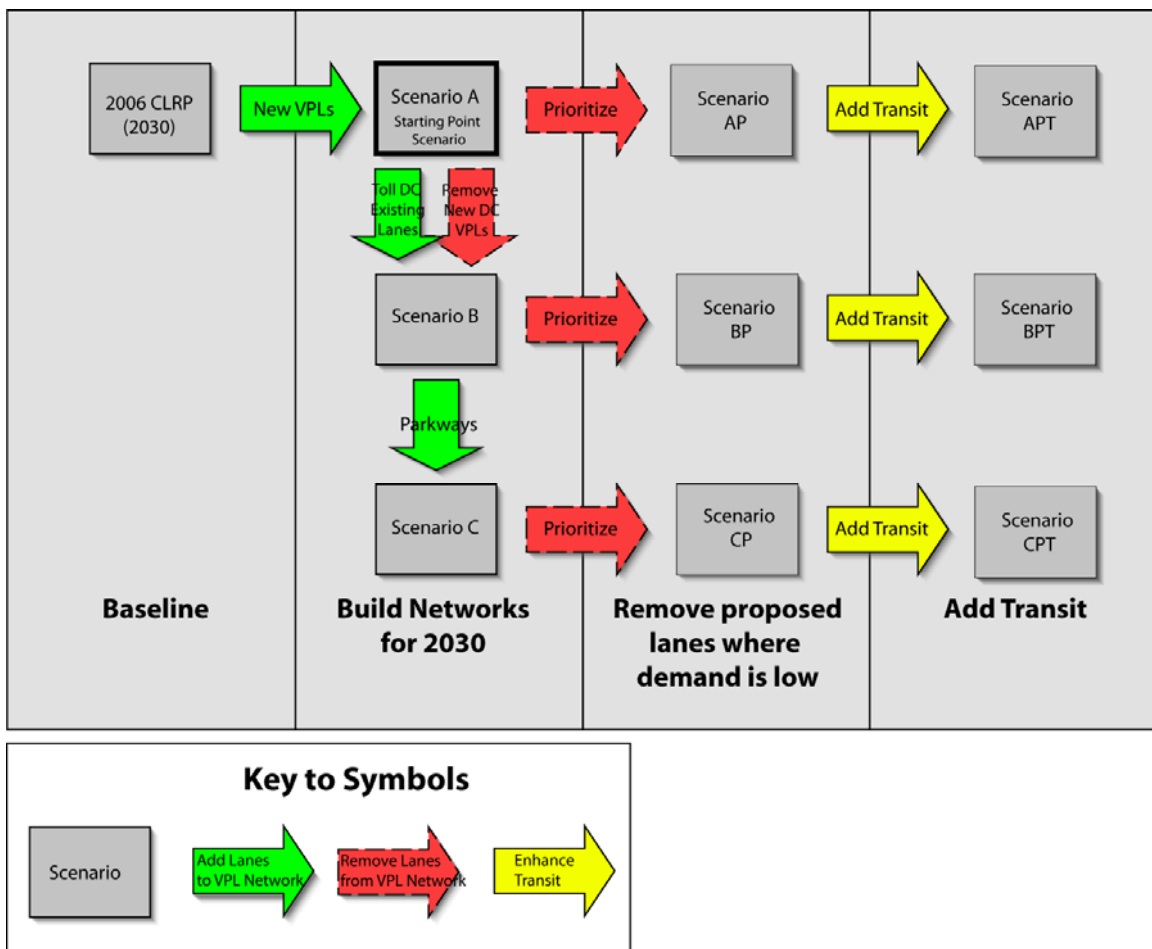 2006 CLRP
(2030)
New VPLs
Scenario A
Starting Point
Scenario
Prioritize
Scenario
AP
Add Transit
Scenario
APT
Toll DC
Existing
Lanes
Remove
New DC
VPLs
Scenario B
Prioritize
Scenario
BP
Add Transit
Scenario
BPT
Parkways
Scenario C
Prioritize
Scenario
CP
Add Transit
Scenario
CPT
Baseline
Build Networks
for 2030
Remove proposed
lanes where
demand is low
Add Transit
Key to Symbols
Scenario
Add Lanes
to VPL Network
Remove Lanes
from VPL Network
Enhance
Transit